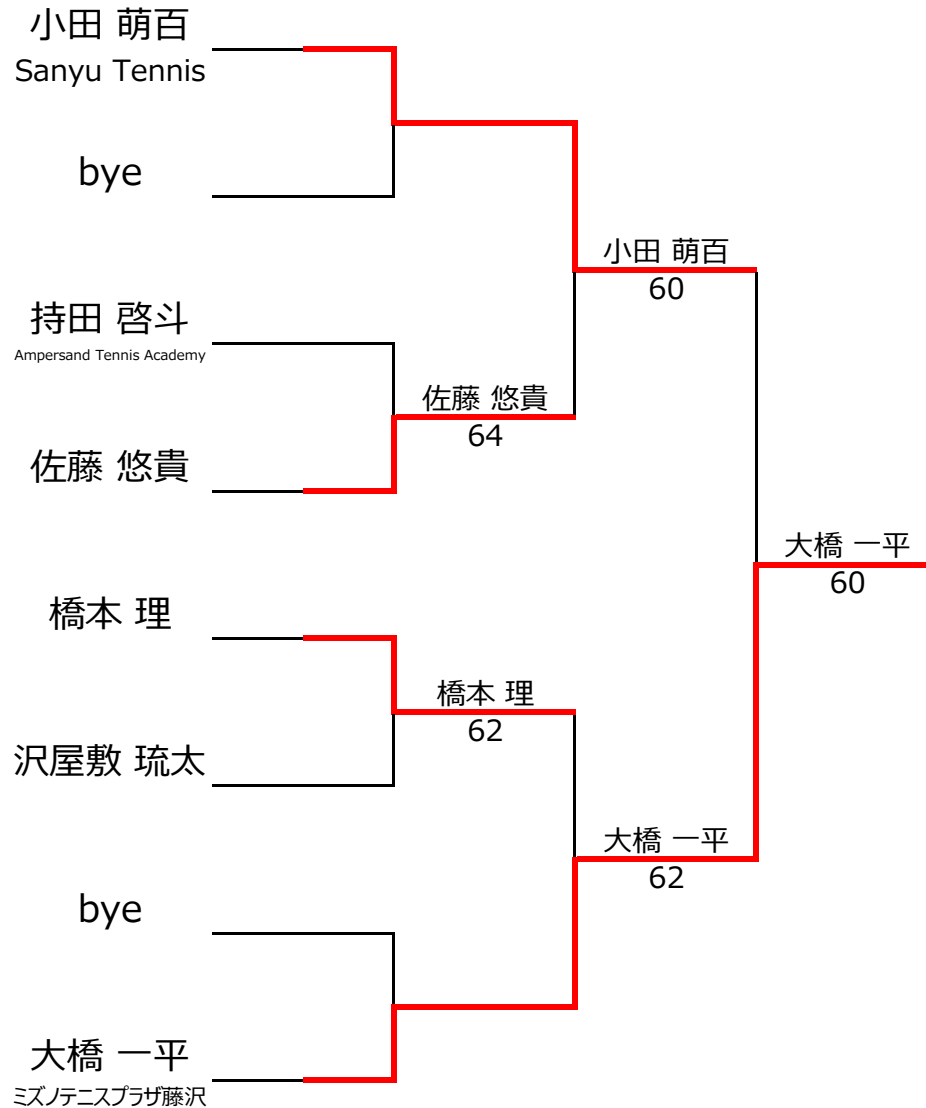 小田 萌百
Sanyu Tennis
bye
小田 萌百
60
持田 啓斗
Ampersand Tennis Academy
佐藤 悠貴
64
佐藤 悠貴
大橋 一平
60
橋本 理
橋本 理
62
沢屋敷 琉太
大橋 一平
62
bye
大橋 一平
ミズノテニスプラザ藤沢